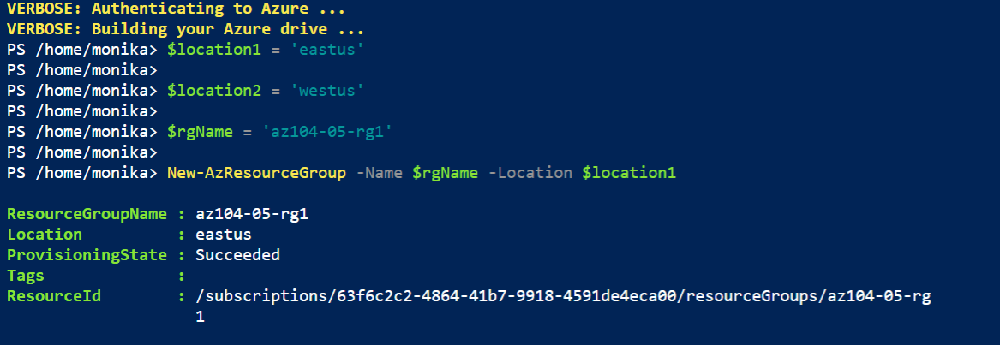 VERBOSE: Authenticating to Azure ...
VERBOSE: Building your Azure drive ...
PS /home/monika> $location1 = 'eastus'
PS /home/monika>
PS /home/monika> $location2 = 'westus'
PS /home/monika>
PS /home/monika> $rgName = 'az104-05-rg1'
PS /home/monika>
PS /home/monika> New-AzResourceGroup -Name $rgName -Location $location1
ResourceGroupName : az104-05-rg1
Location          : eastus
ProvisioningState : Succeeded
Tags              :
ResourceId        : /subscriptions/63f6c2c2-4864-41b7-9918-4591de4eca00/resourceGroups/az104-05-rg
                    1